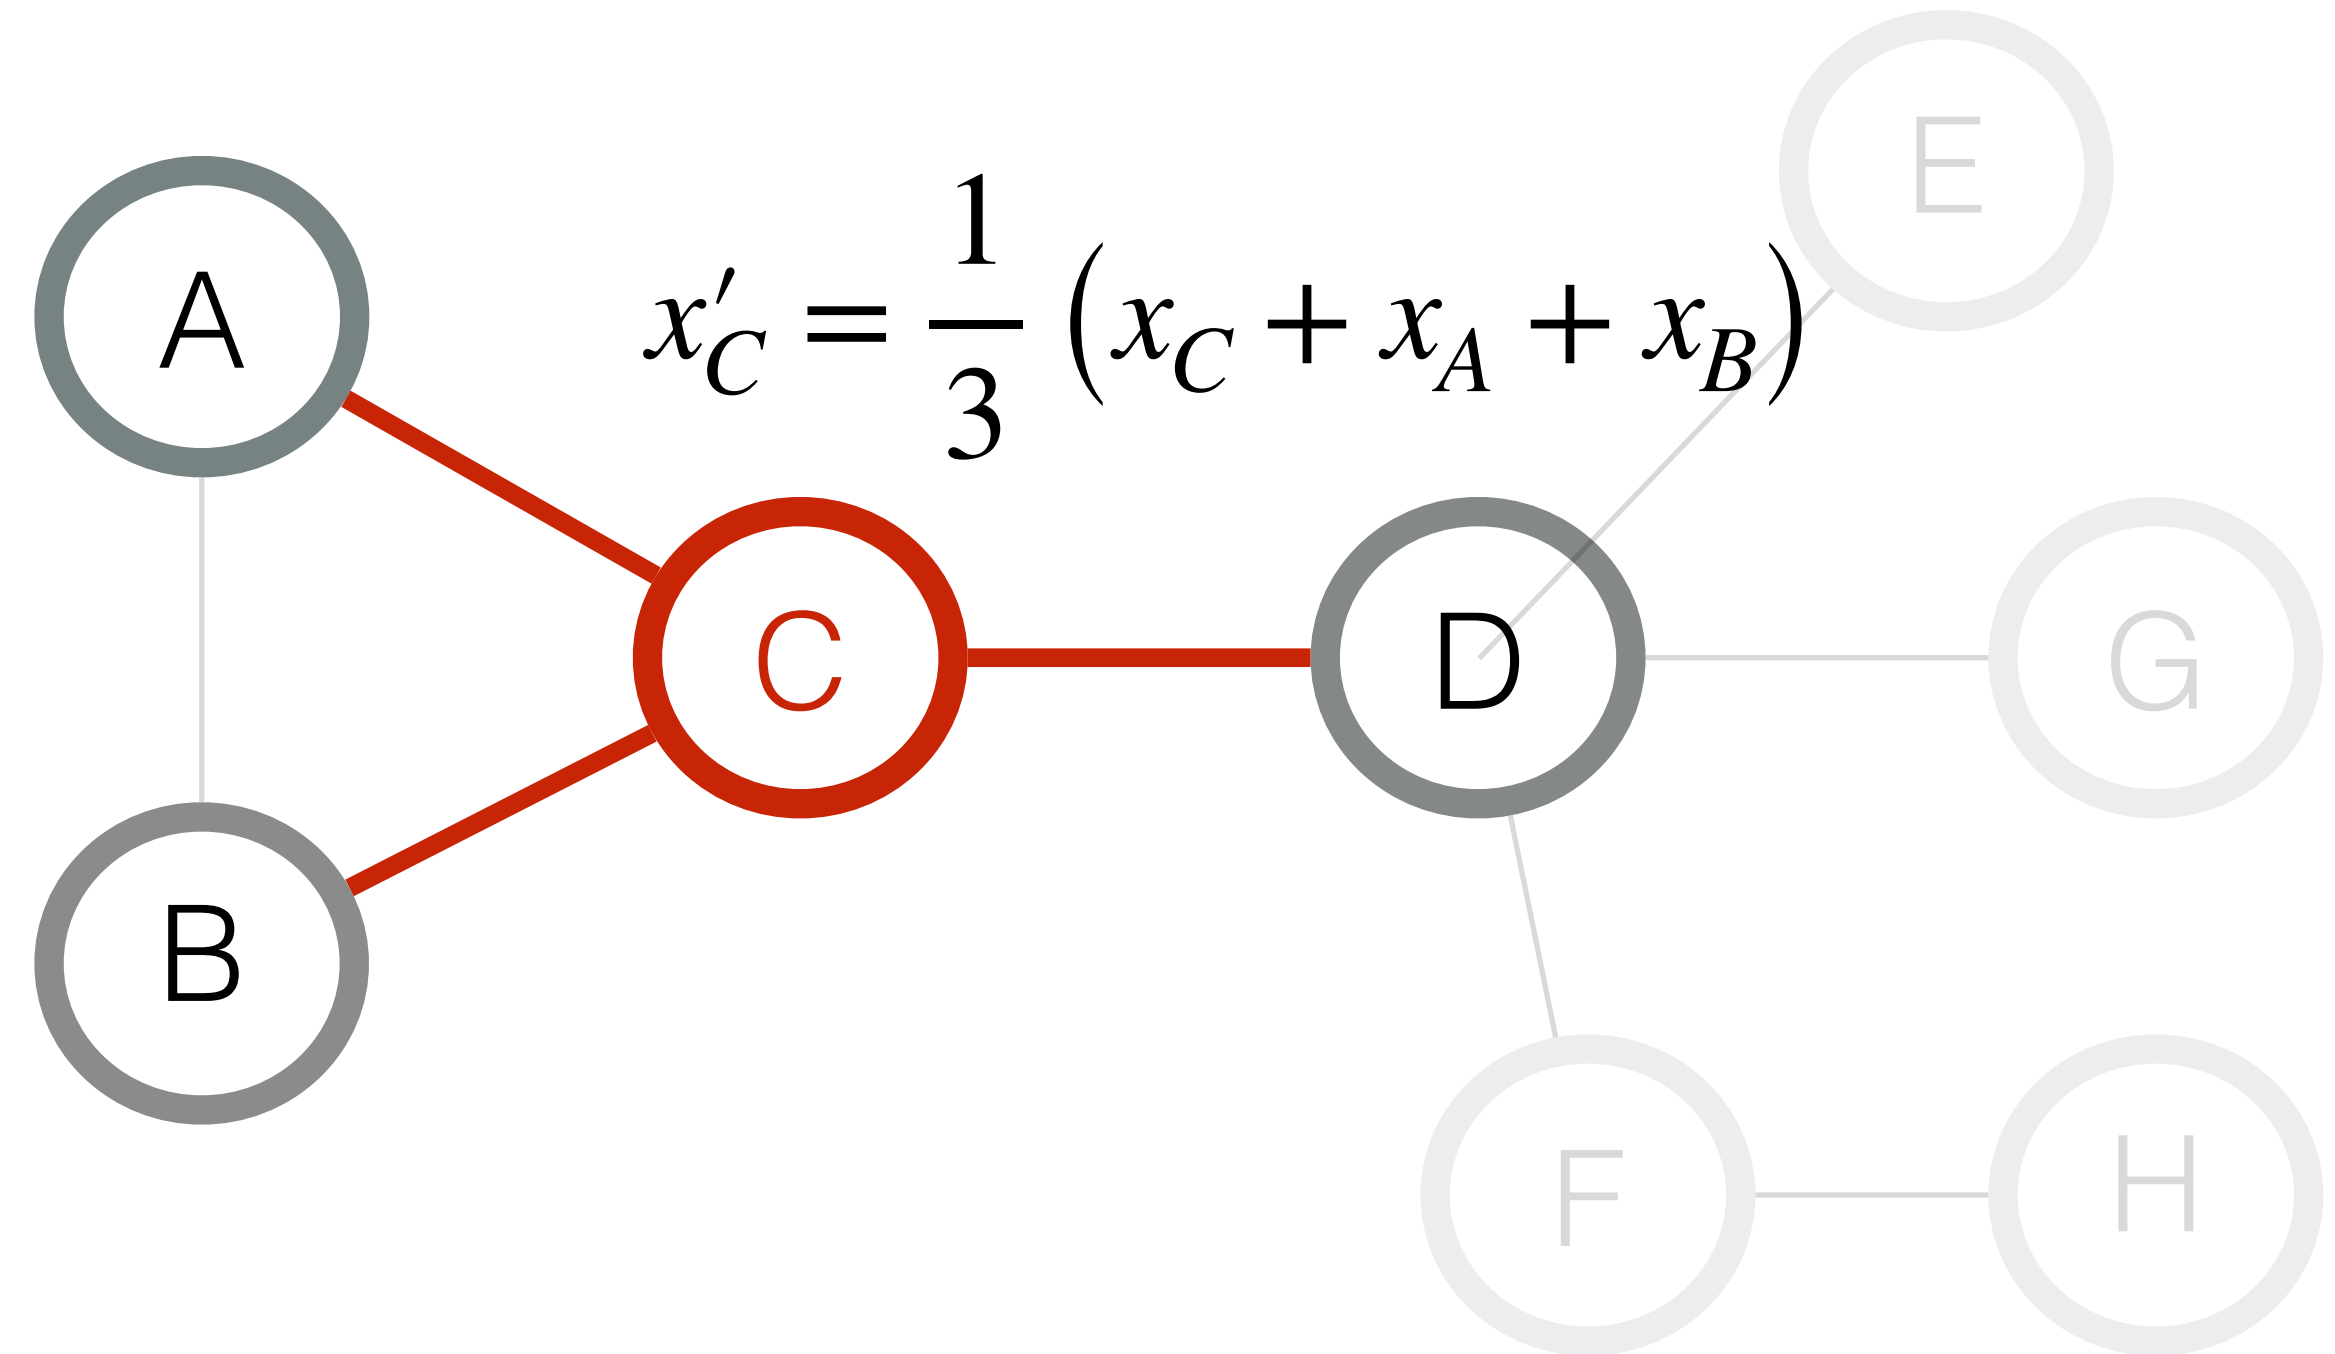 E
A
x′_C = 1/3 (x_C + x_A + x_B)
C
D
G
B
F
H